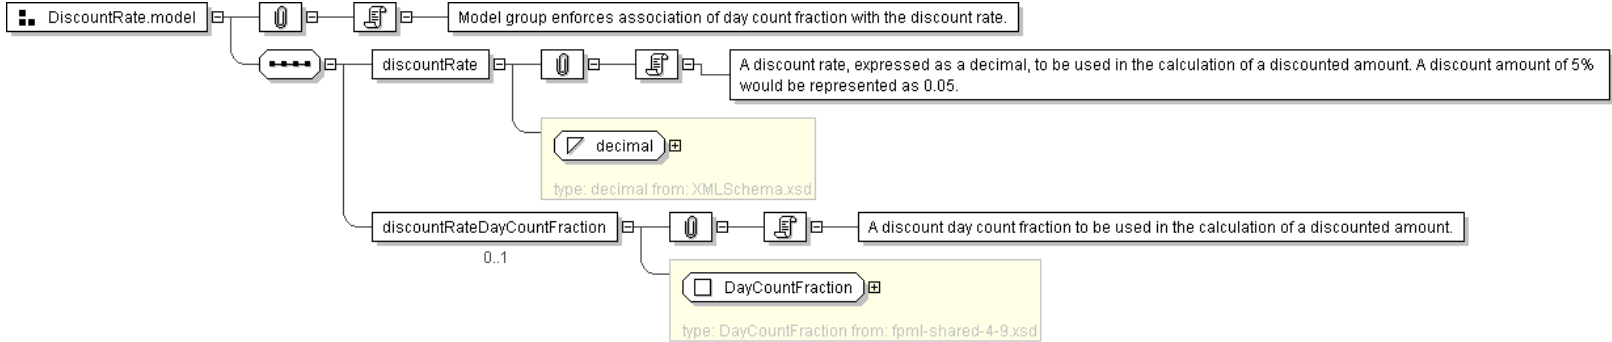 DiscountRate.model
Model group enforces association of day count fraction with the discount rate.
discountRate
A discount rate, expressed as a decimal, to be used in the calculation of a discounted amount. A discount amount of 5%
would be represented as 0.05.
decimal
type: decimal from: XMLSchema.xsd
discountRateDayCountFraction
A discount day count fraction to be used in the calculation of a discounted amount.
0..1
DayCountFraction
type: DayCountFraction from: fpml-shared-4-9.xsd